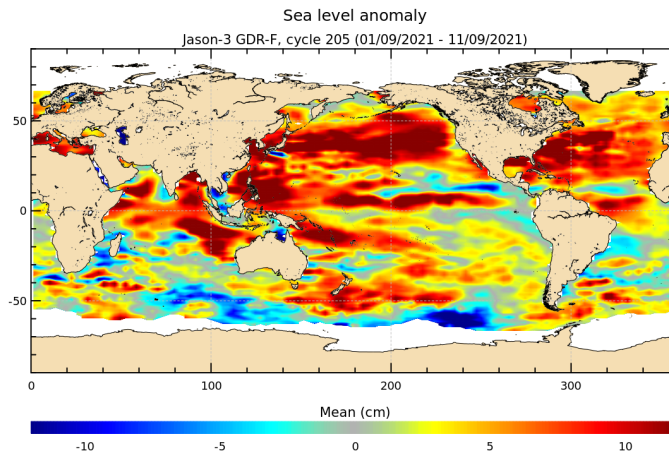 Sea level anomaly
Jason-3 GDR-F, cycle 205 (01/09/2021 - 11/09/2021)
50
0
-50
0 100 200 300
Mean (cm)
-10 -5 0 5 10